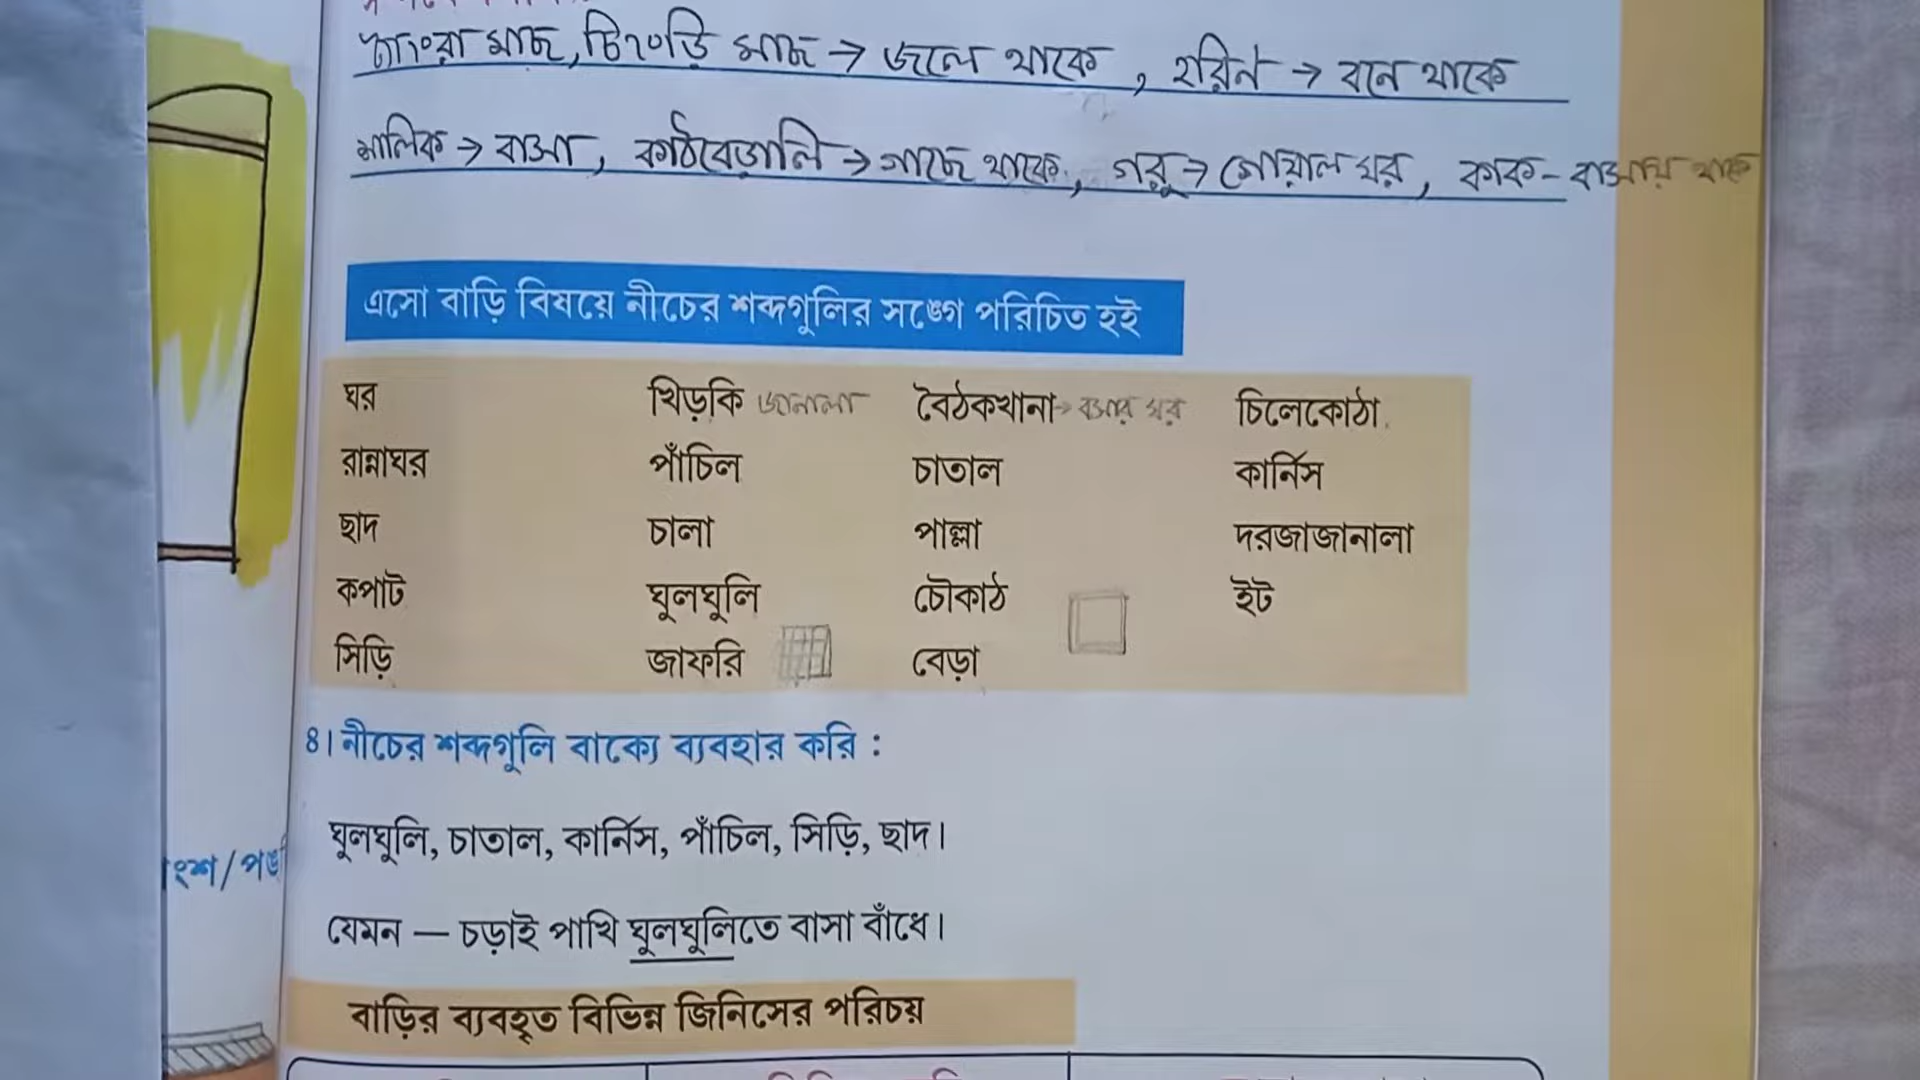 ট্যাংরা মাছ, চিংড়ি মাছ → জলে থাকে, হরিন → বনে থাকে
শালিক → বাসা, কাঠবেড়ালি → গাছে থাকে, গরু → গোয়াল ঘর, কাক - বাসায় থাকে
এসো বাড়ি বিষয়ে নীচের শব্দগুলির সঙ্গে পরিচিত হই
ঘর খিড়কি জানালা বৈঠকখানা → বসার ঘর চিলেকোঠা
রান্নাঘর পাঁচিল চাতাল কার্নিস
ছাদ চালা পাল্লা দরজাজানালা
কপাট ঘুলঘুলি চৌকাঠ ইট
সিড়ি জাফরি বেড়া
৪। নীচের শব্দগুলি বাক্যে ব্যবহার করি :
ঘুলঘুলি, চাতাল, কার্নিস, পাঁচিল, সিড়ি, ছাদ।
যেমন — চড়াই পাখি ঘুলঘুলিতে বাসা বাঁধে।
বাড়ির ব্যবহৃত বিভিন্ন জিনিসের পরিচয়